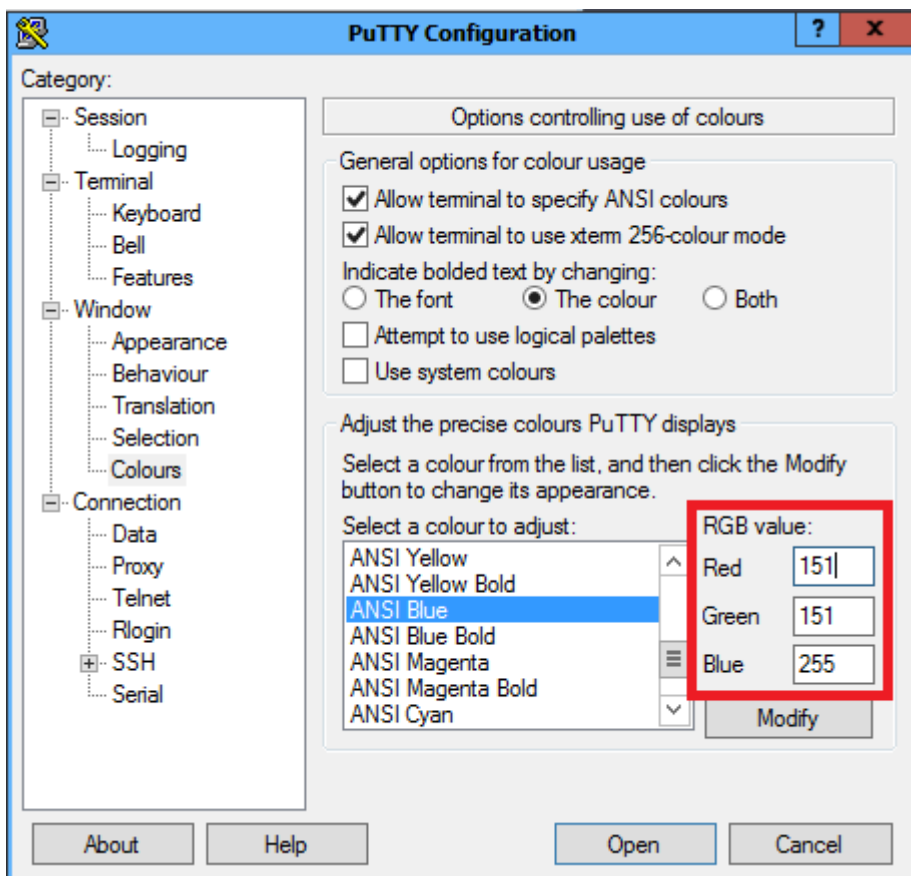 PuTTY Configuration
?
x
Category:
Session
Logging
Terminal
Keyboard
Bell
Features
Window
Appearance
Behaviour
Translation
Selection
Colours
Connection
Data
Proxy
Telnet
Rlogin
SSH
Serial
Options controlling use of colours
General options for colour usage
Allow terminal to specify ANSI colours
Allow terminal to use xterm 256-colour mode
Indicate bolded text by changing:
The font The colour Both
Attempt to use logical palettes
Use system colours
Adjust the precise colours PuTTY displays
Select a colour from the list, and then click the Modify
button to change its appearance.
Select a colour to adjust:
ANSI Yellow
ANSI Yellow Bold
ANSI Blue
ANSI Blue Bold
ANSI Magenta
ANSI Magenta Bold
ANSI Cyan
RGB value:
Red 151
Green 151
Blue 255
Modify
About Help Open Cancel